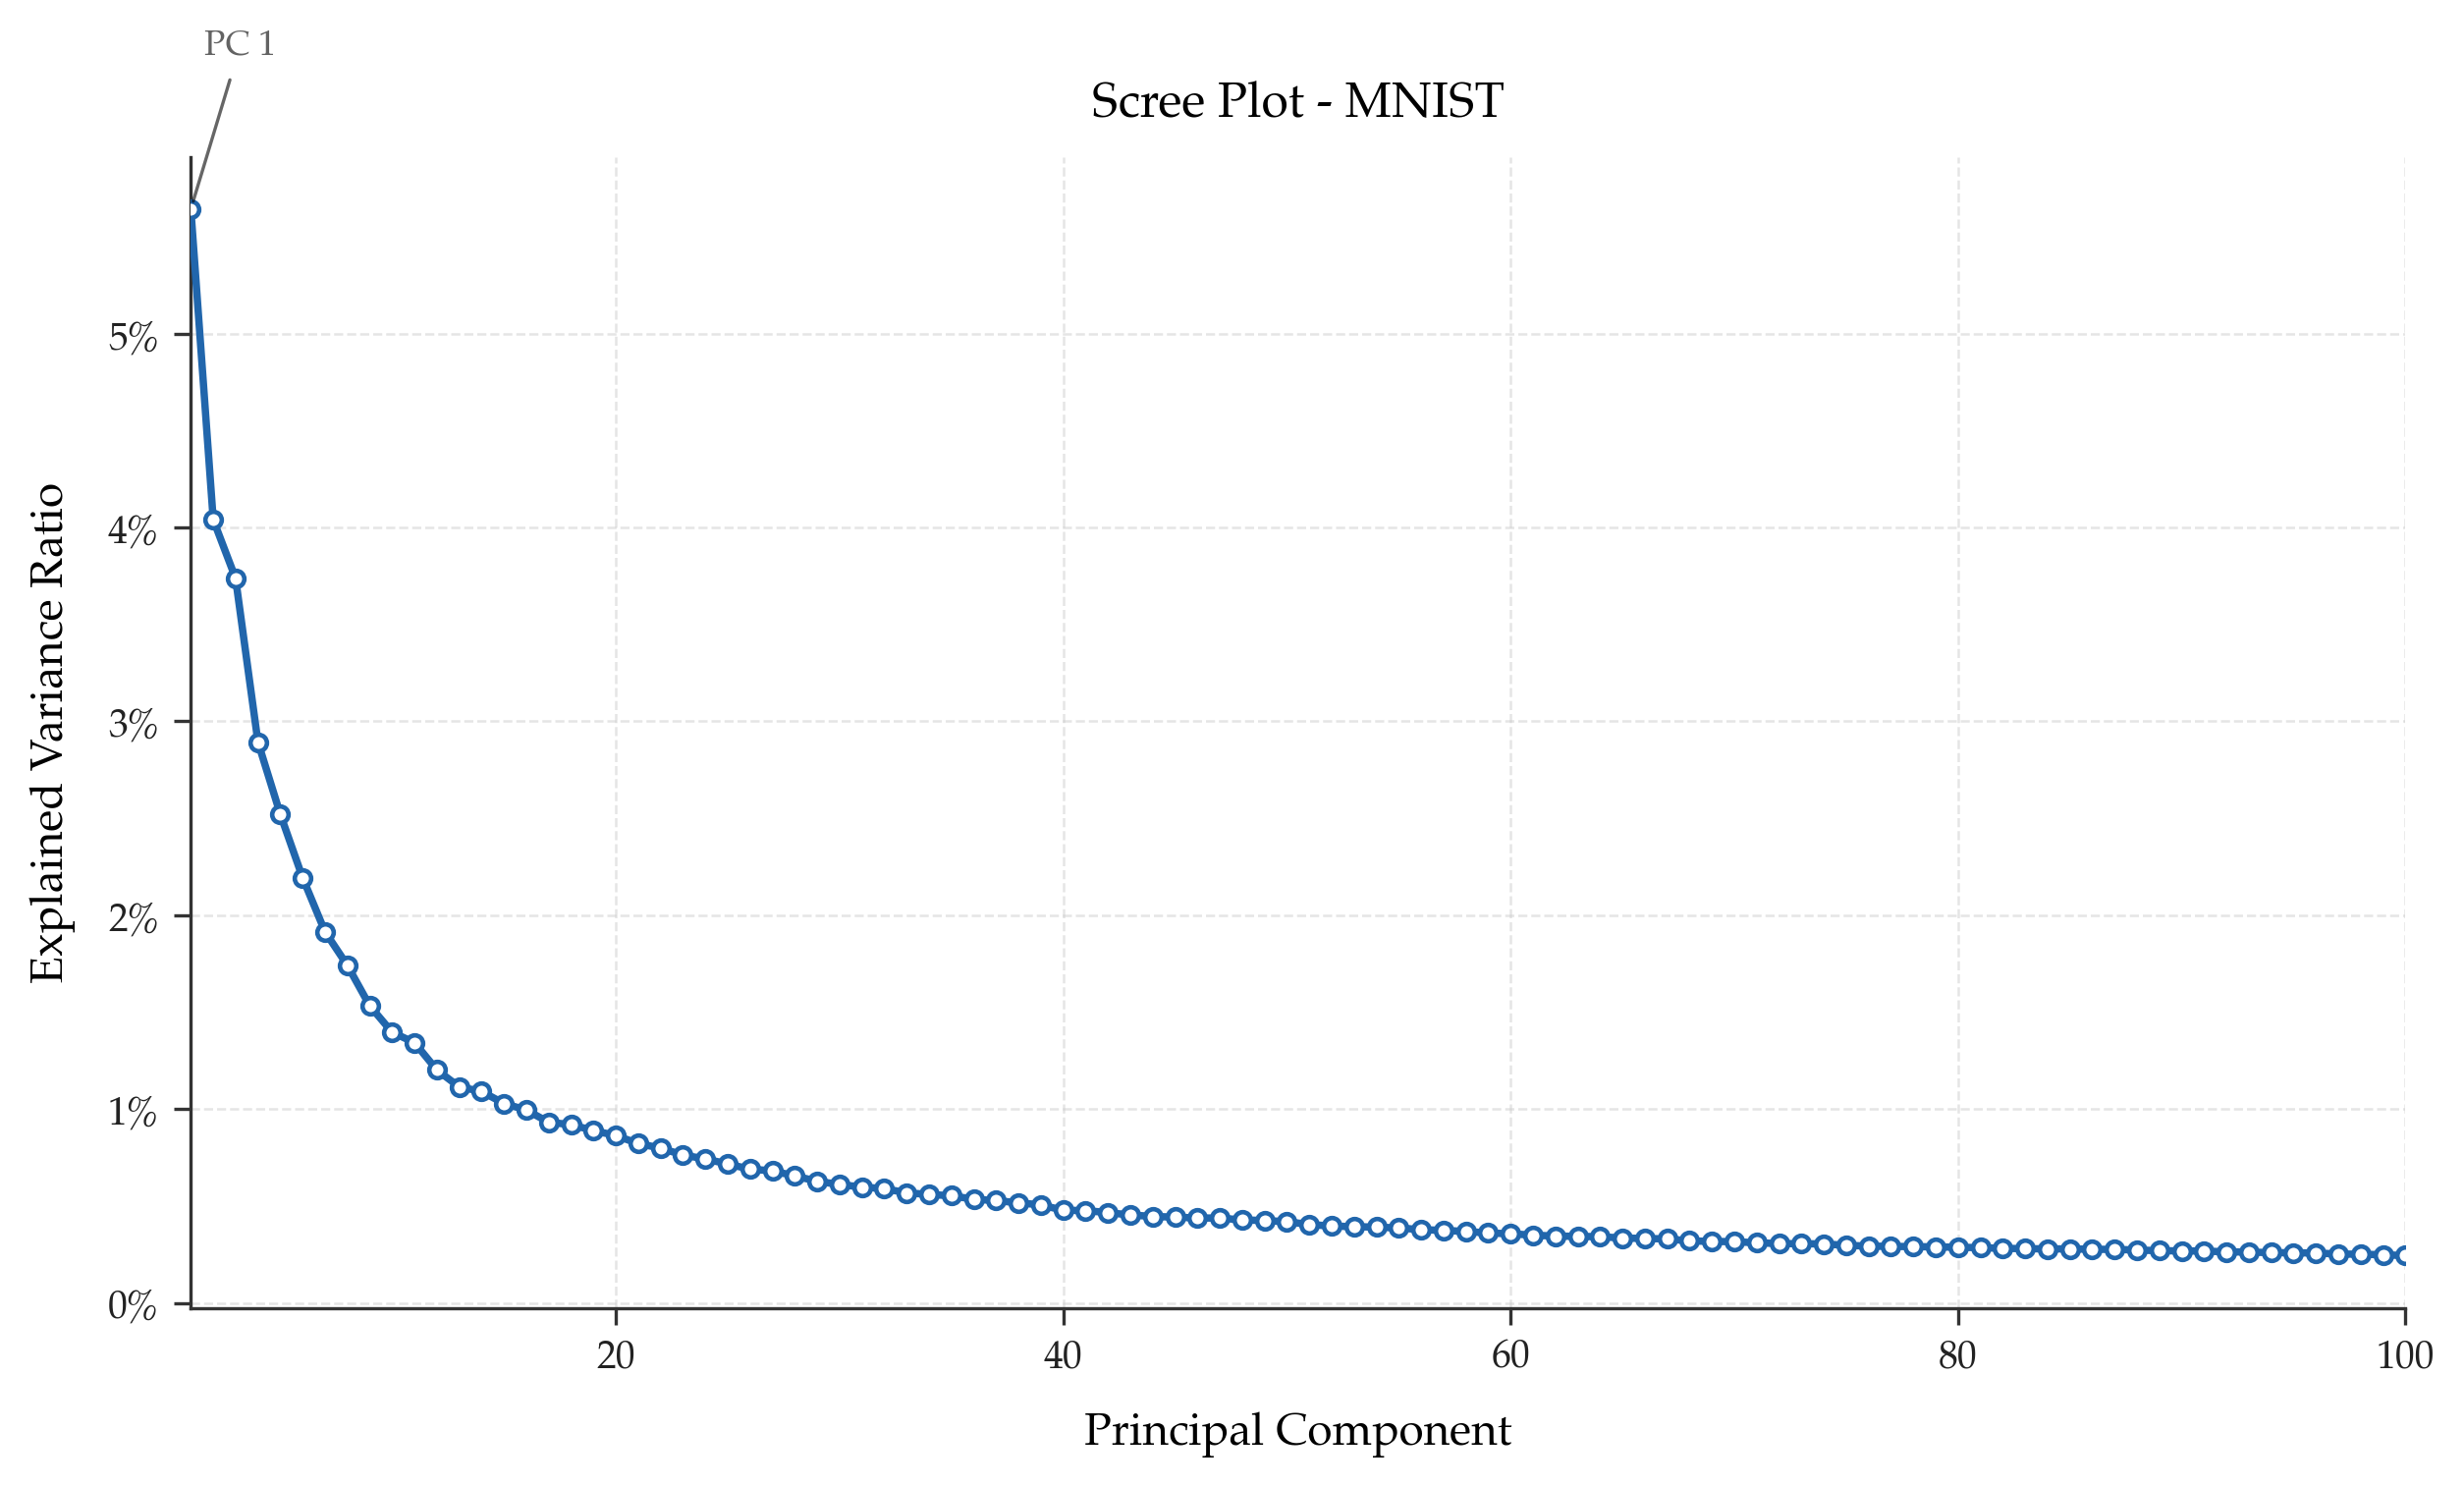 PC 1
Scree Plot - MNIST
Explained Variance Ratio
5%
4%
3%
2%
1%
0%
20 40 60 80 100
Principal Component